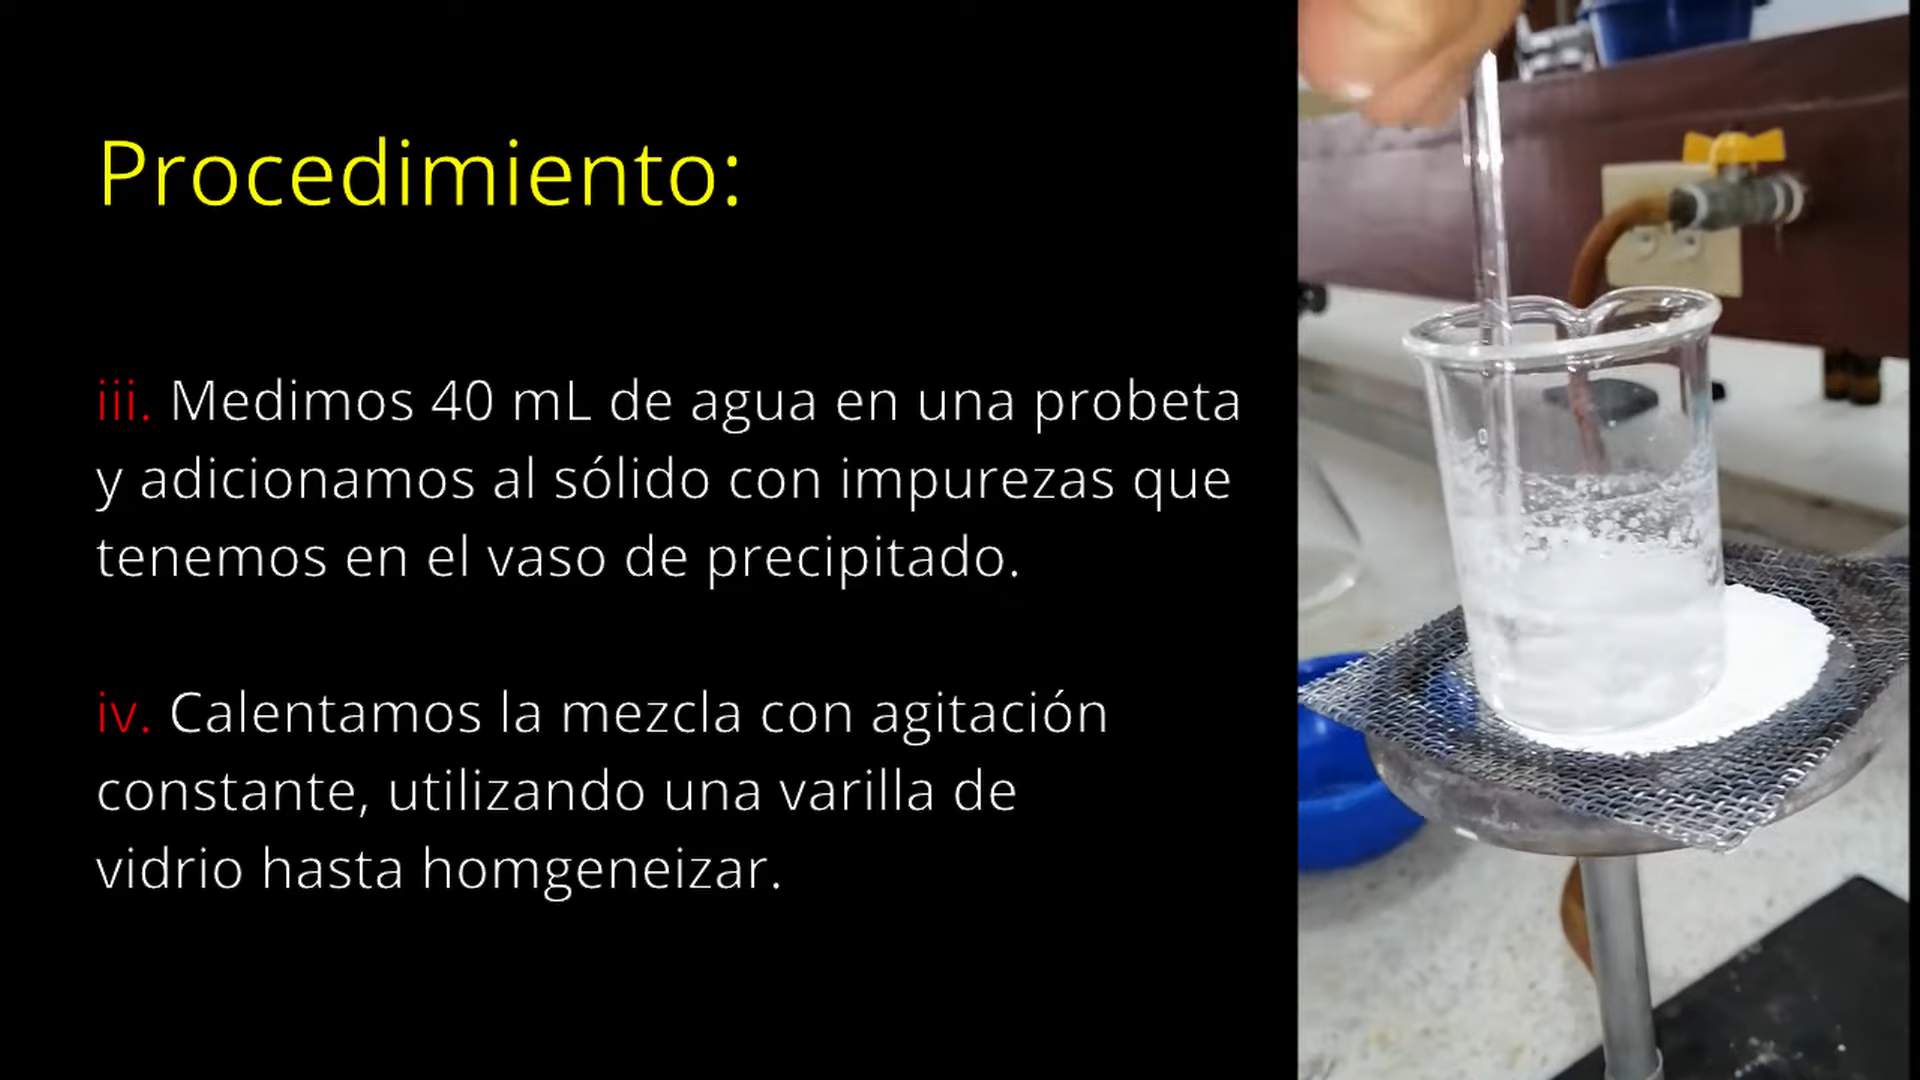 Procedimiento:
iii. Medimos 40 mL de agua en una probeta
y adicionamos al sólido con impurezas que
tenemos en el vaso de precipitado.
iv. Calentamos la mezcla con agitación
constante, utilizando una varilla de
vidrio hasta homgeneizar.